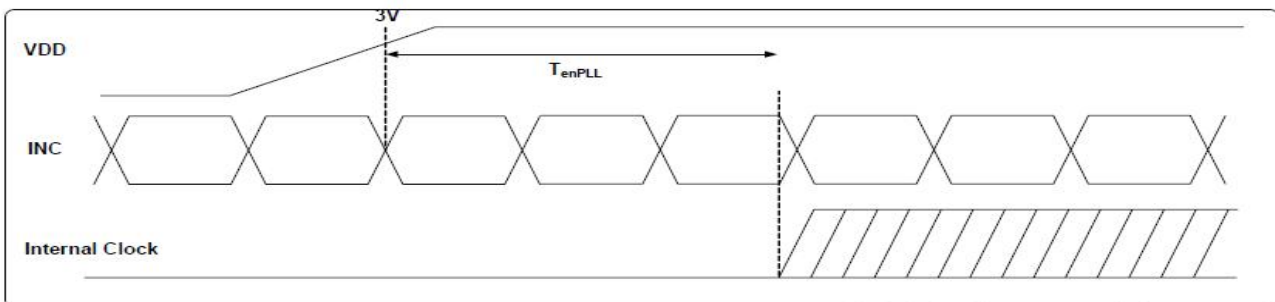 3V
VDD
TenPLL
INC
Internal Clock